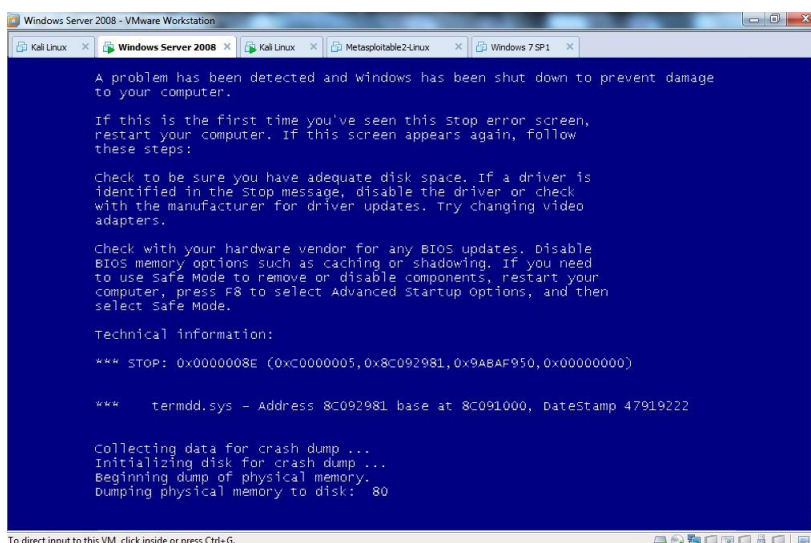 Windows Server 2008 - VMware Workstation
Kali Linux × Windows Server 2008 × Kali Linux × Metasploitable2-Linux × Windows 7 SP1 ×
A problem has been detected and Windows has been shut down to prevent damage
to your computer.
If this is the first time you've seen this Stop error screen,
restart your computer. If this screen appears again, follow
these steps:
Check to be sure you have adequate disk space. If a driver is
identified in the Stop message, disable the driver or check
with the manufacturer for driver updates. Try changing video
adapters.
Check with your hardware vendor for any BIOS updates. Disable
BIOS memory options such as caching or shadowing. If you need
to use Safe Mode to remove or disable components, restart your
computer, press F8 to select Advanced Startup Options, and then
select Safe Mode.
Technical information:
*** STOP: 0x0000008E (0xC0000005,0x8C092981,0x9ABAF950,0x00000000)
*** termdd.sys - Address 8C092981 base at 8C091000, DateStamp 47919222
Collecting data for crash dump ...
Initializing disk for crash dump ...
Beginning dump of physical memory.
Dumping physical memory to disk: 80
To direct input to this VM, click inside or press Ctrl+G.